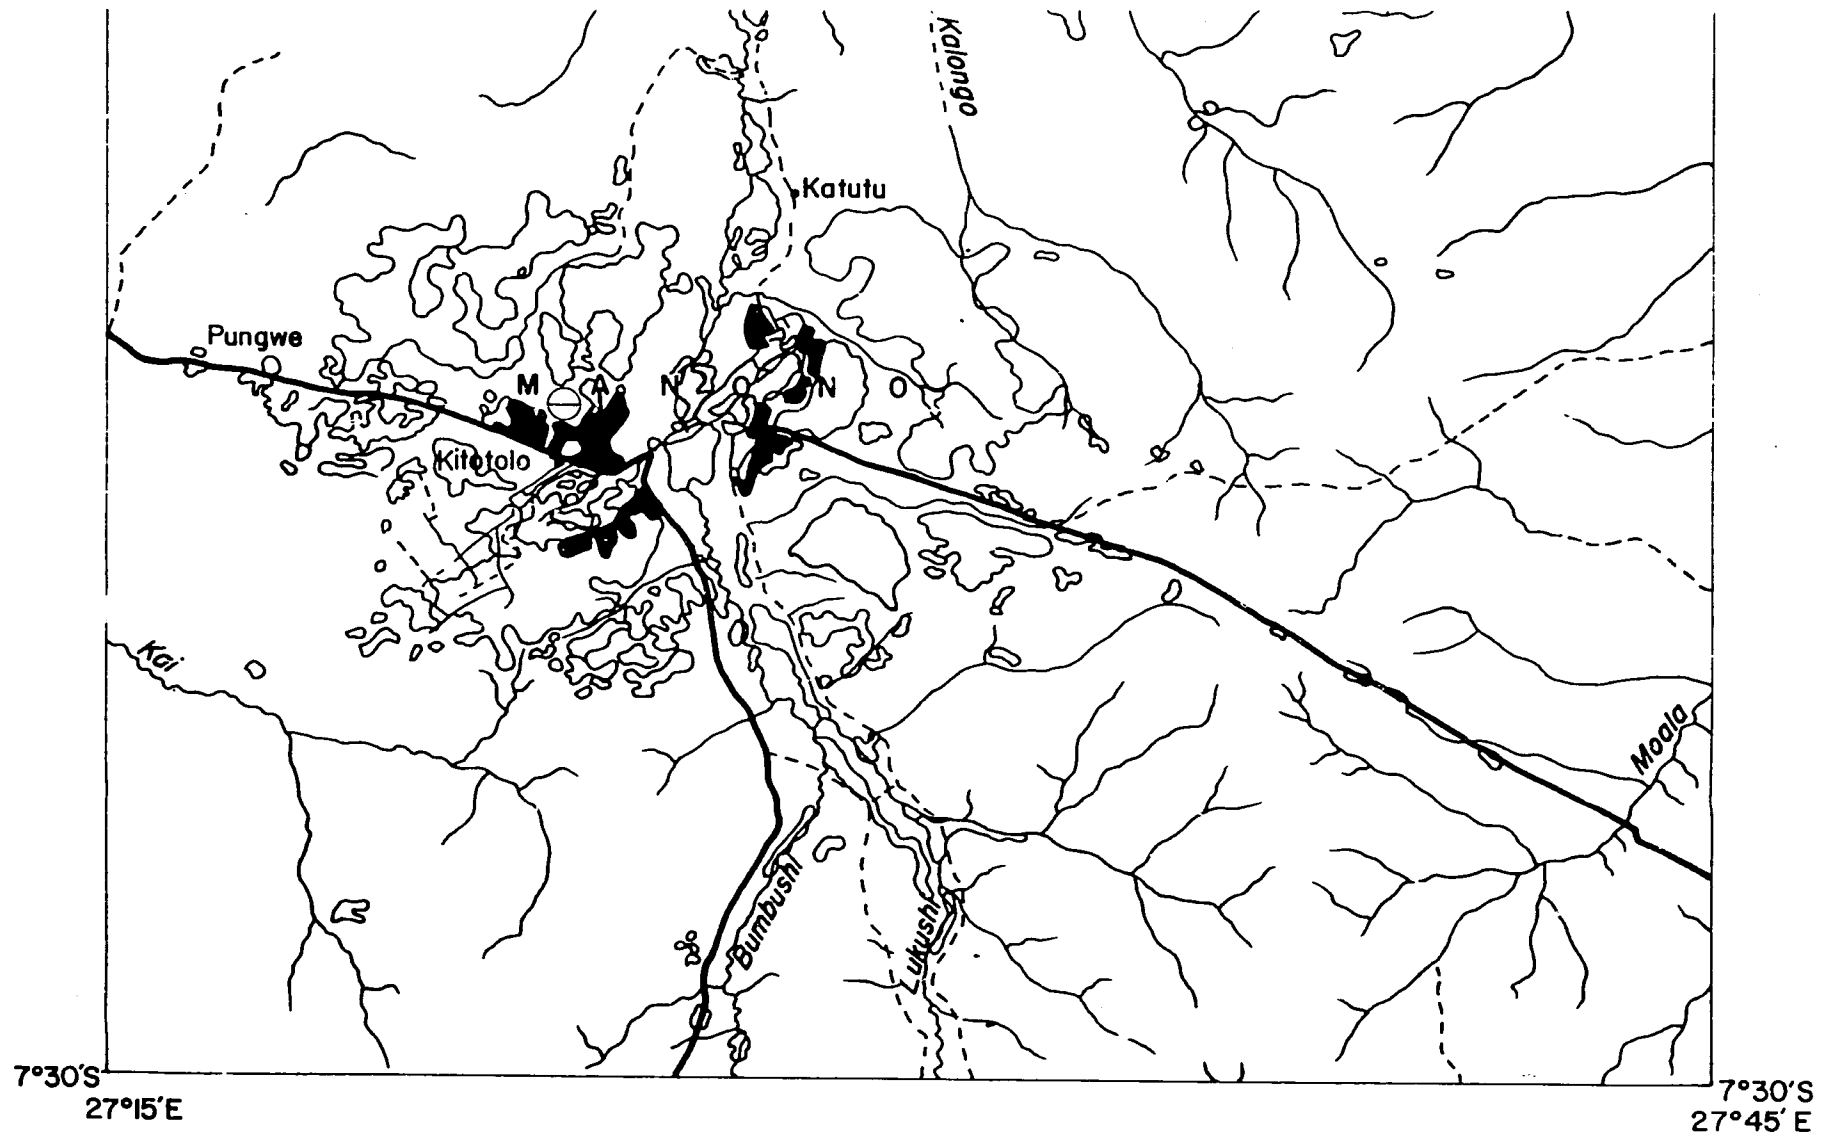 Kalongo
Katutu
Pungwe
M A N O N O
Kitotolo
Kai
Moala
Bumbushi
Lukushi
7°30'S
27°15'E
7°30'S
27°45'E